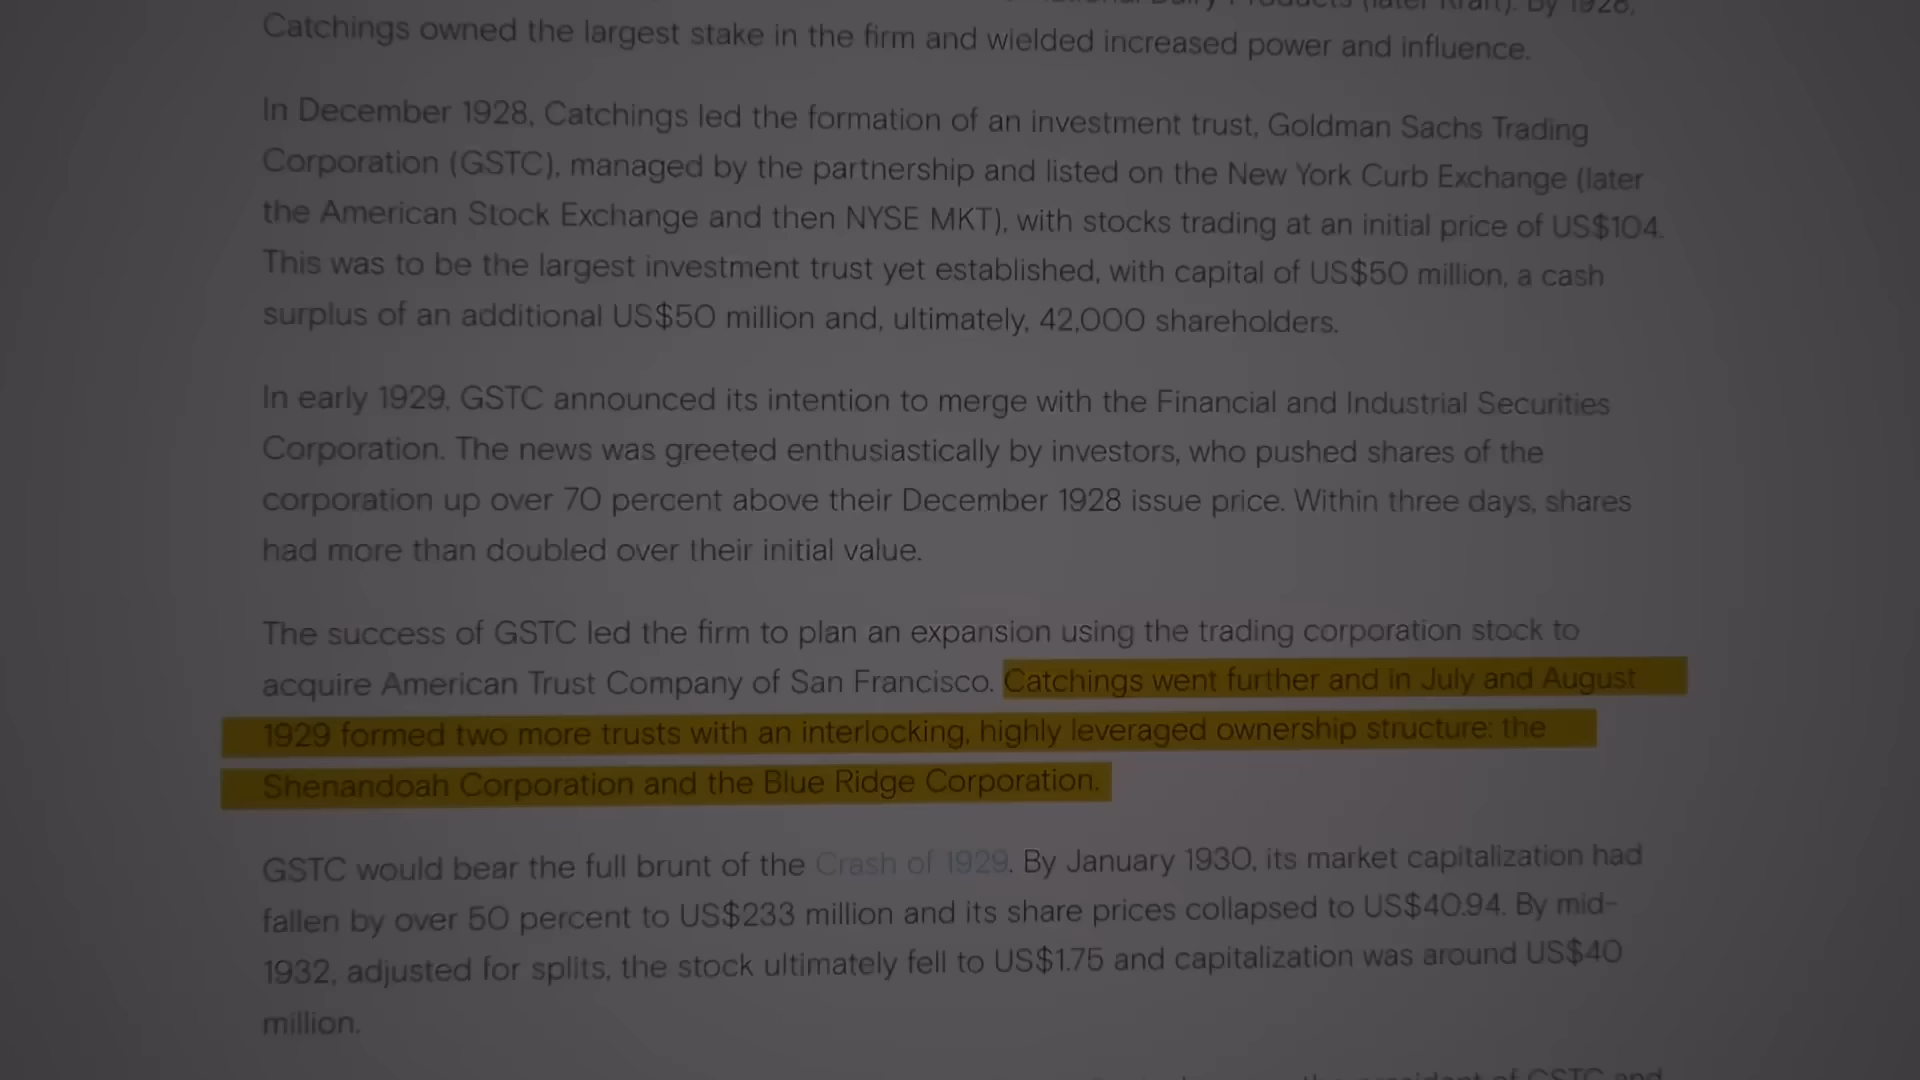 Products (later Kraft). By 1928,
Catchings owned the largest stake in the firm and wielded increased power and influence.
In December 1928, Catchings led the formation of an investment trust, Goldman Sachs Trading
Corporation (GSTC), managed by the partnership and listed on the New York Curb Exchange (later
the American Stock Exchange and then NYSE MKT), with stocks trading at an initial price of US$104.
This was to be the largest investment trust yet established, with capital of US$50 million, a cash
surplus of an additional US$50 million and, ultimately, 42,000 shareholders.
In early 1929, GSTC announced its intention to merge with the Financial and Industrial Securities
Corporation. The news was greeted enthusiastically by investors, who pushed shares of the
corporation up over 70 percent above their December 1928 issue price. Within three days, shares
had more than doubled over their initial value.
The success of GSTC led the firm to plan an expansion using the trading corporation stock to
acquire American Trust Company of San Francisco. Catchings went further and in July and August
1929 formed two more trusts with an interlocking, highly leveraged ownership structure: the
Shenandoah Corporation and the Blue Ridge Corporation.
GSTC would bear the full brunt of the Crash of 1929. By January 1930, its market capitalization had
fallen by over 50 percent to US$233 million and its share prices collapsed to US$40.94. By mid-
1932, adjusted for splits, the stock ultimately fell to US$1.75 and capitalization was around US$40
million.
of GSTC and